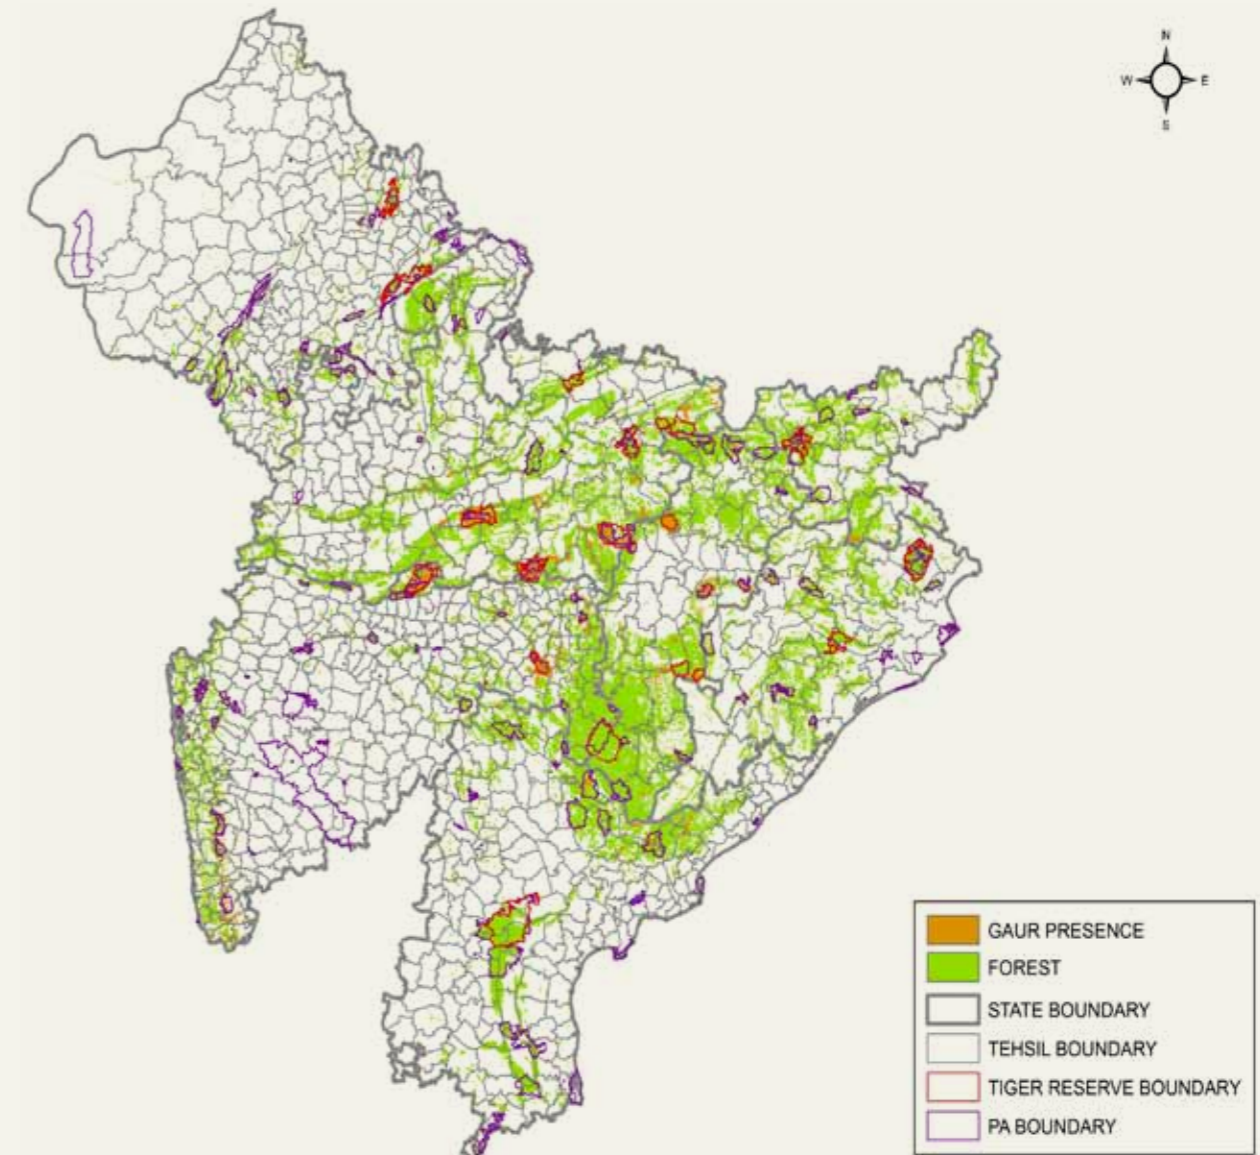 N
W E
S
GAUR PRESENCE
FOREST
STATE BOUNDARY
TEHSIL BOUNDARY
TIGER RESERVE BOUNDARY
PA BOUNDARY